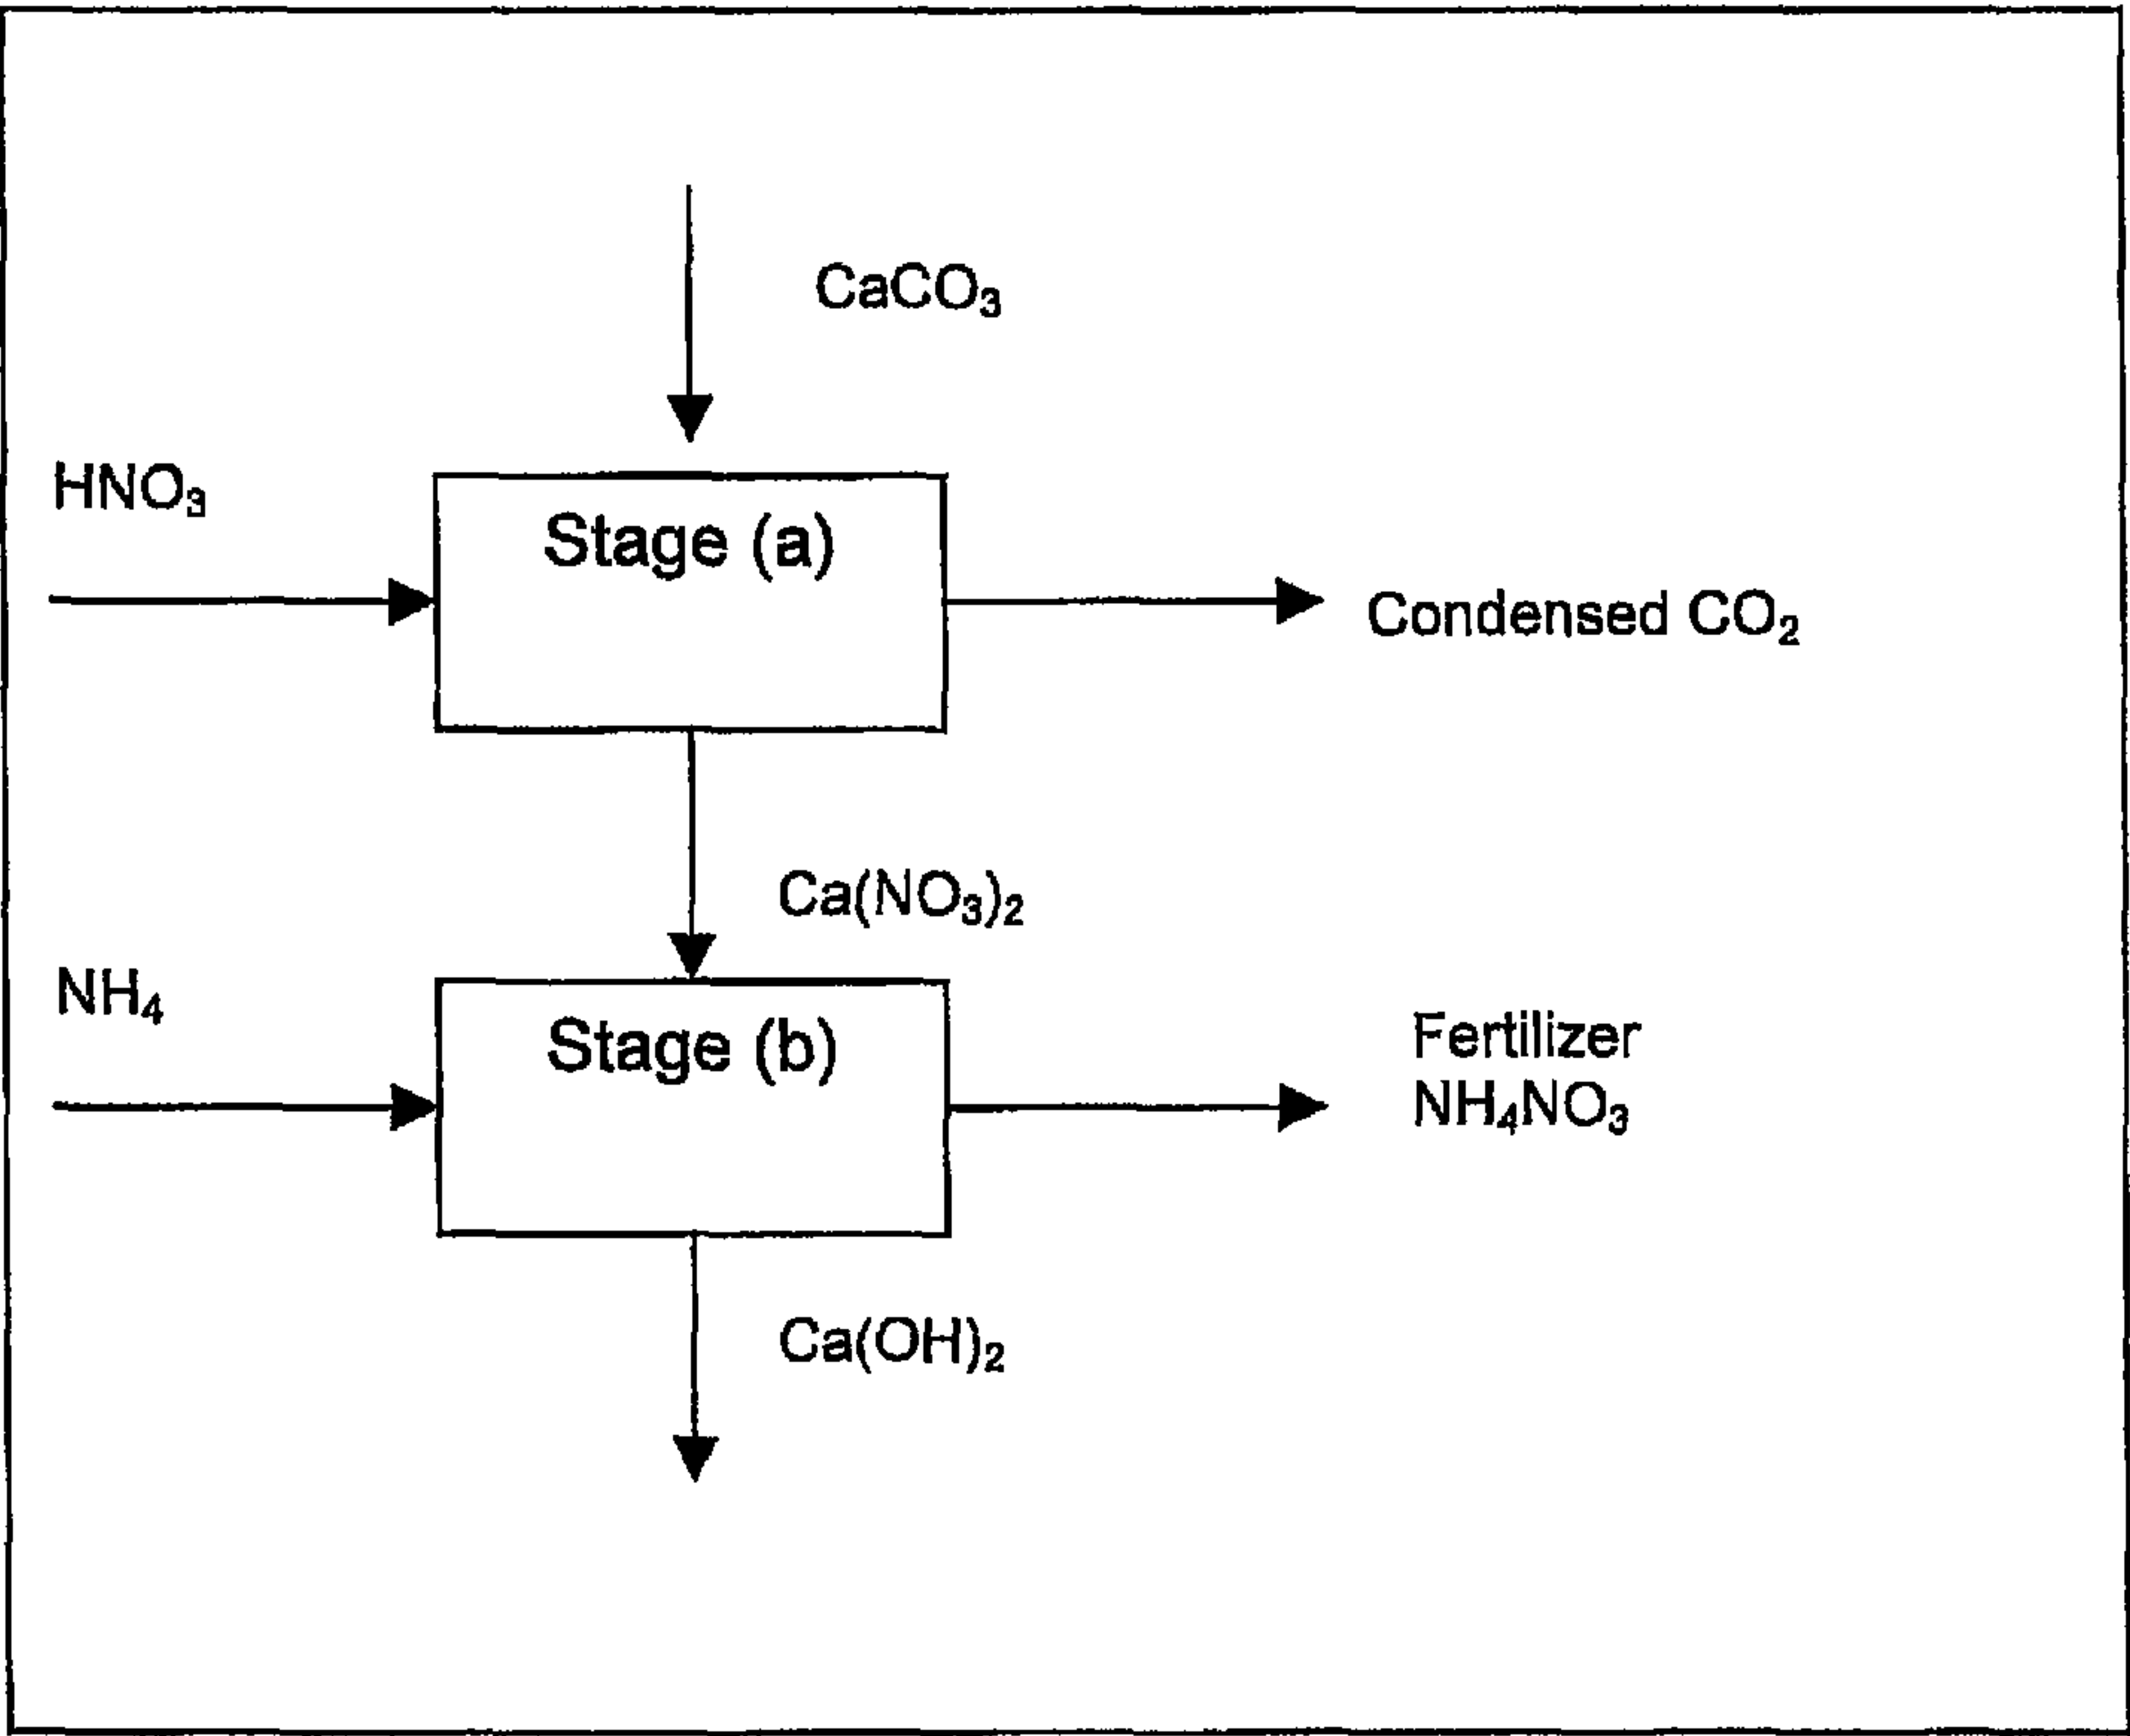 CaCO₃
HNO₃
Stage (a)
Condensed CO₂
Ca(NO₃)₂
NH₄
Stage (b)
Fertilizer
NH₄NO₃
Ca(OH)₂